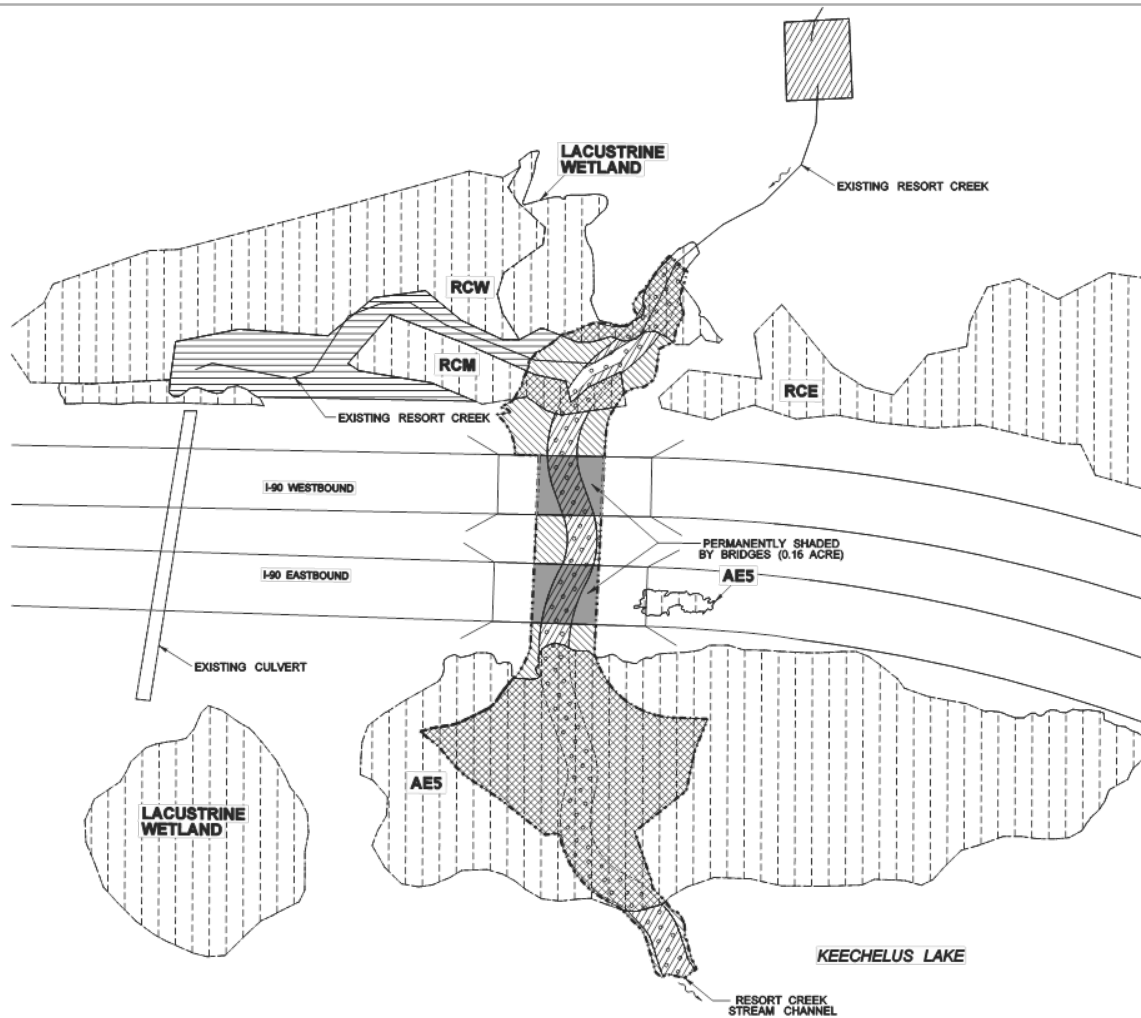 LACUSTRINE
WETLAND
EXISTING RESORT CREEK
RCW
RCM
RCE
EXISTING RESORT CREEK
I-90 WESTBOUND
PERMANENTLY SHADED
BY BRIDGES (0.16 ACRE)
I-90 EASTBOUND
AE5
EXISTING CULVERT
AE5
LACUSTRINE
WETLAND
KEECHELUS LAKE
RESORT CREEK
STREAM CHANNEL